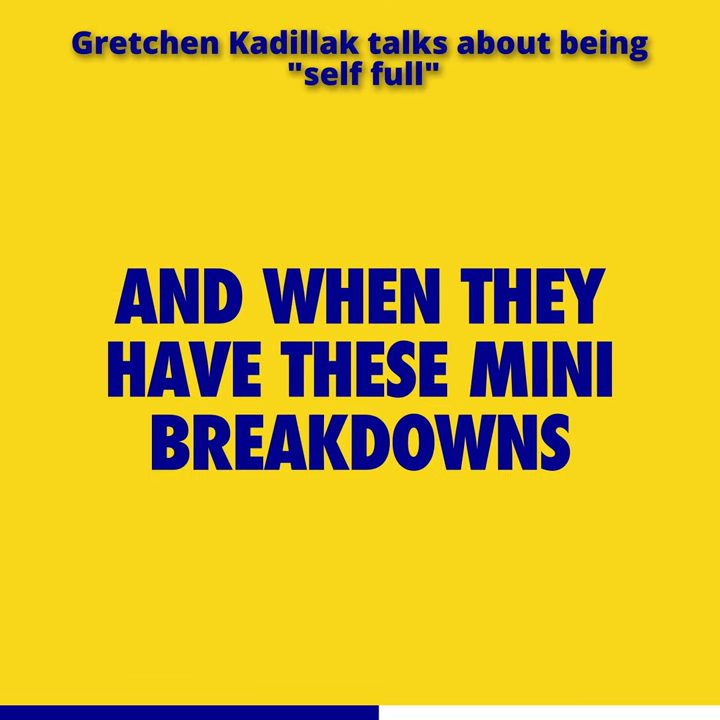 Gretchen Kadillak talks about being
"self full"
AND WHEN THEY
HAVE THESE MINI
BREAKDOWNS